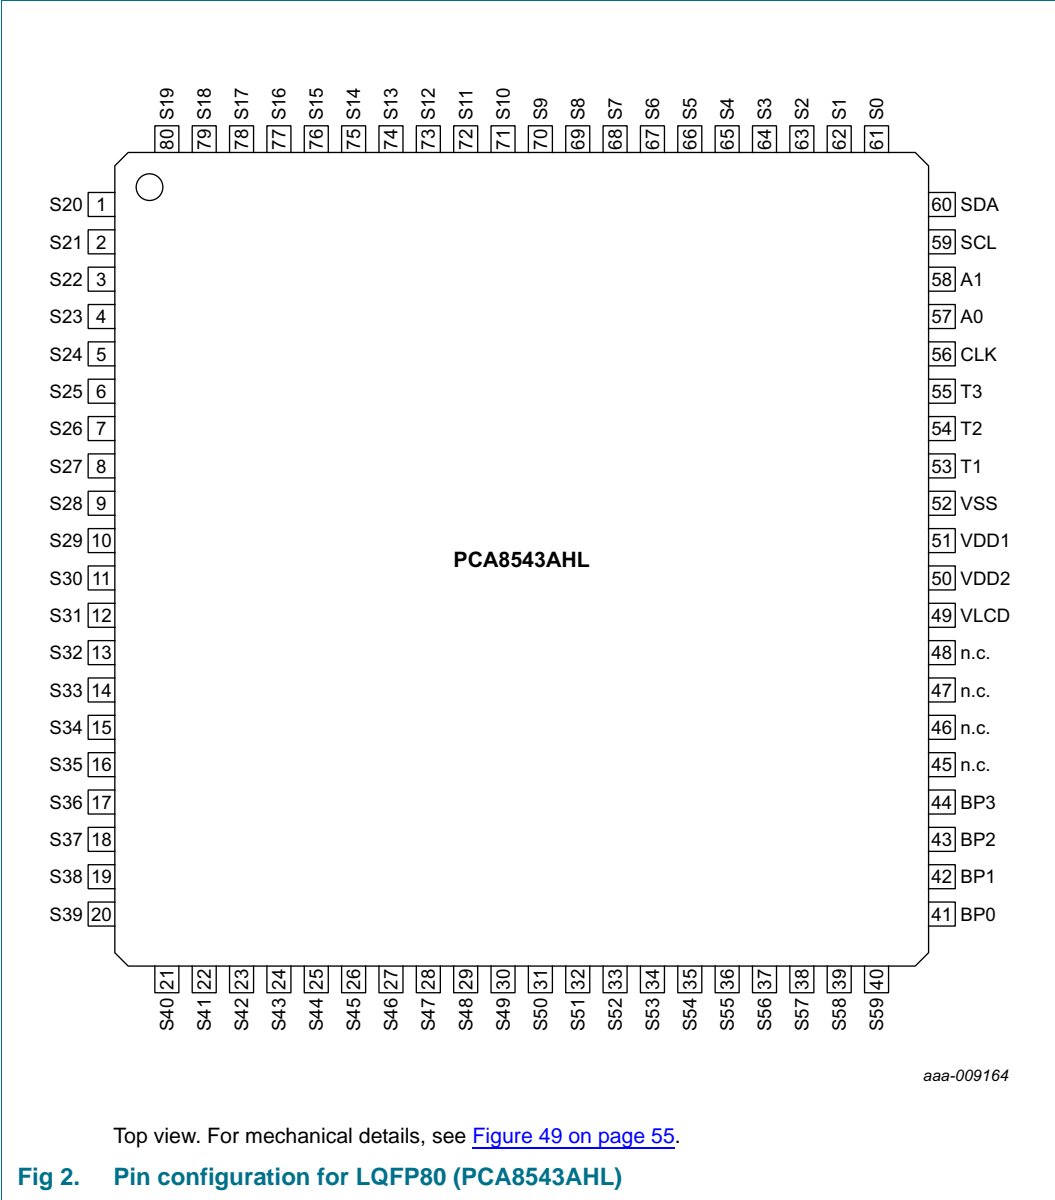 S19 S18 S17 S16 S15 S14 S13 S12 S11 S10 S9 S8 S7 S6 S5 S4 S3 S2 S1 S0
80 79 78 77 76 75 74 73 72 71 70 69 68 67 66 65 64 63 62 61
S20 1 60 SDA
S21 2 59 SCL
S22 3 58 A1
S23 4 57 A0
S24 5 56 CLK
S25 6 55 T3
S26 7 54 T2
S27 8 53 T1
S28 9 52 VSS
S29 10 51 VDD1
PCA8543AHL
S30 11 50 VDD2
S31 12 49 VLCD
S32 13 48 n.c.
S33 14 47 n.c.
S34 15 46 n.c.
S35 16 45 n.c.
S36 17 44 BP3
S37 18 43 BP2
S38 19 42 BP1
S39 20 41 BP0
21 22 23 24 25 26 27 28 29 30 31 32 33 34 35 36 37 38 39 40
S40 S41 S42 S43 S44 S45 S46 S47 S48 S49 S50 S51 S52 S53 S54 S55 S56 S57 S58 S59
aaa-009164
Top view. For mechanical details, see Figure 49 on page 55.
Fig 2. Pin configuration for LQFP80 (PCA8543AHL)